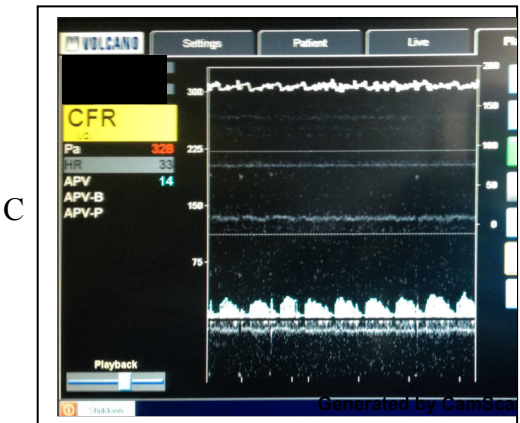 VOLCANO
Settings
Patient
Live
CFR
I.C.
Pa 328
HR 33
APV 14
APV-B
APV-P
300
225
150
75
200
150
100
50
0
C
Playback
Shutdown
Generated by CamSca